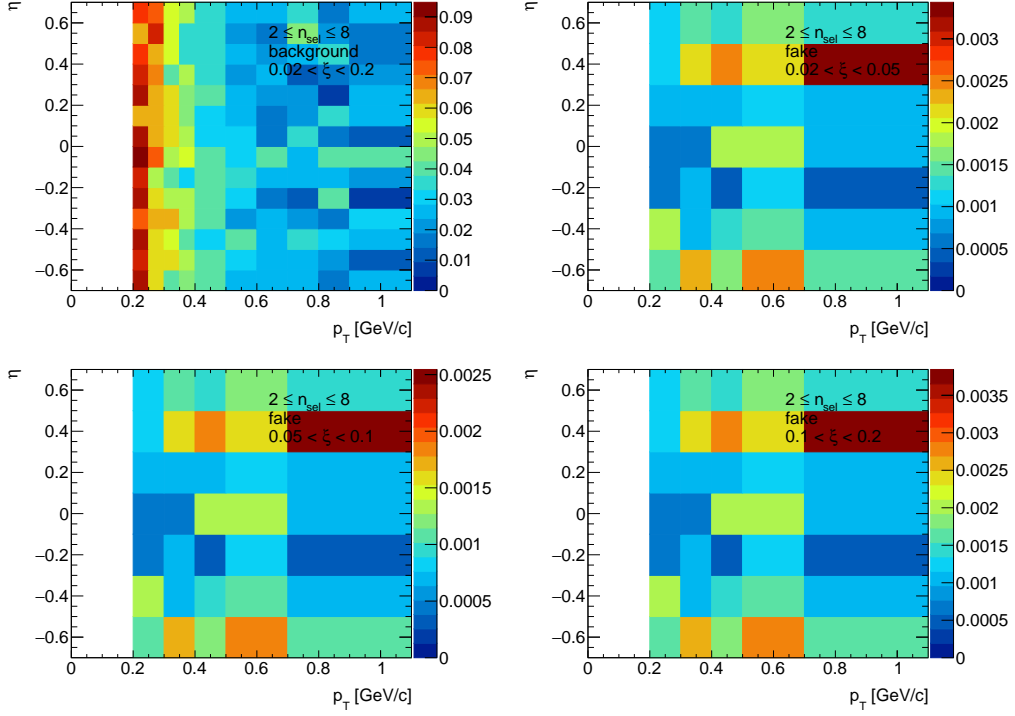 η
0.6
0.4
0.2
0
−0.2
−0.4
−0.6
0 0.2 0.4 0.6 0.8 1
p_T [GeV/c]
2 ≤ n_sel ≤ 8
background
0.02 < ξ < 0.2
0.09
0.08
0.07
0.06
0.05
0.04
0.03
0.02
0.01
0
η
0.6
0.4
0.2
0
−0.2
−0.4
−0.6
0 0.2 0.4 0.6 0.8 1
p_T [GeV/c]
2 ≤ n_sel ≤ 8
fake
0.02 < ξ < 0.05
0.003
0.0025
0.002
0.0015
0.001
0.0005
0
η
0.6
0.4
0.2
0
−0.2
−0.4
−0.6
0 0.2 0.4 0.6 0.8 1
p_T [GeV/c]
2 ≤ n_sel ≤ 8
fake
0.05 < ξ < 0.1
0.0025
0.002
0.0015
0.001
0.0005
0
η
0.6
0.4
0.2
0
−0.2
−0.4
−0.6
0 0.2 0.4 0.6 0.8 1
p_T [GeV/c]
2 ≤ n_sel ≤ 8
fake
0.1 < ξ < 0.2
0.0035
0.003
0.0025
0.002
0.0015
0.001
0.0005
0